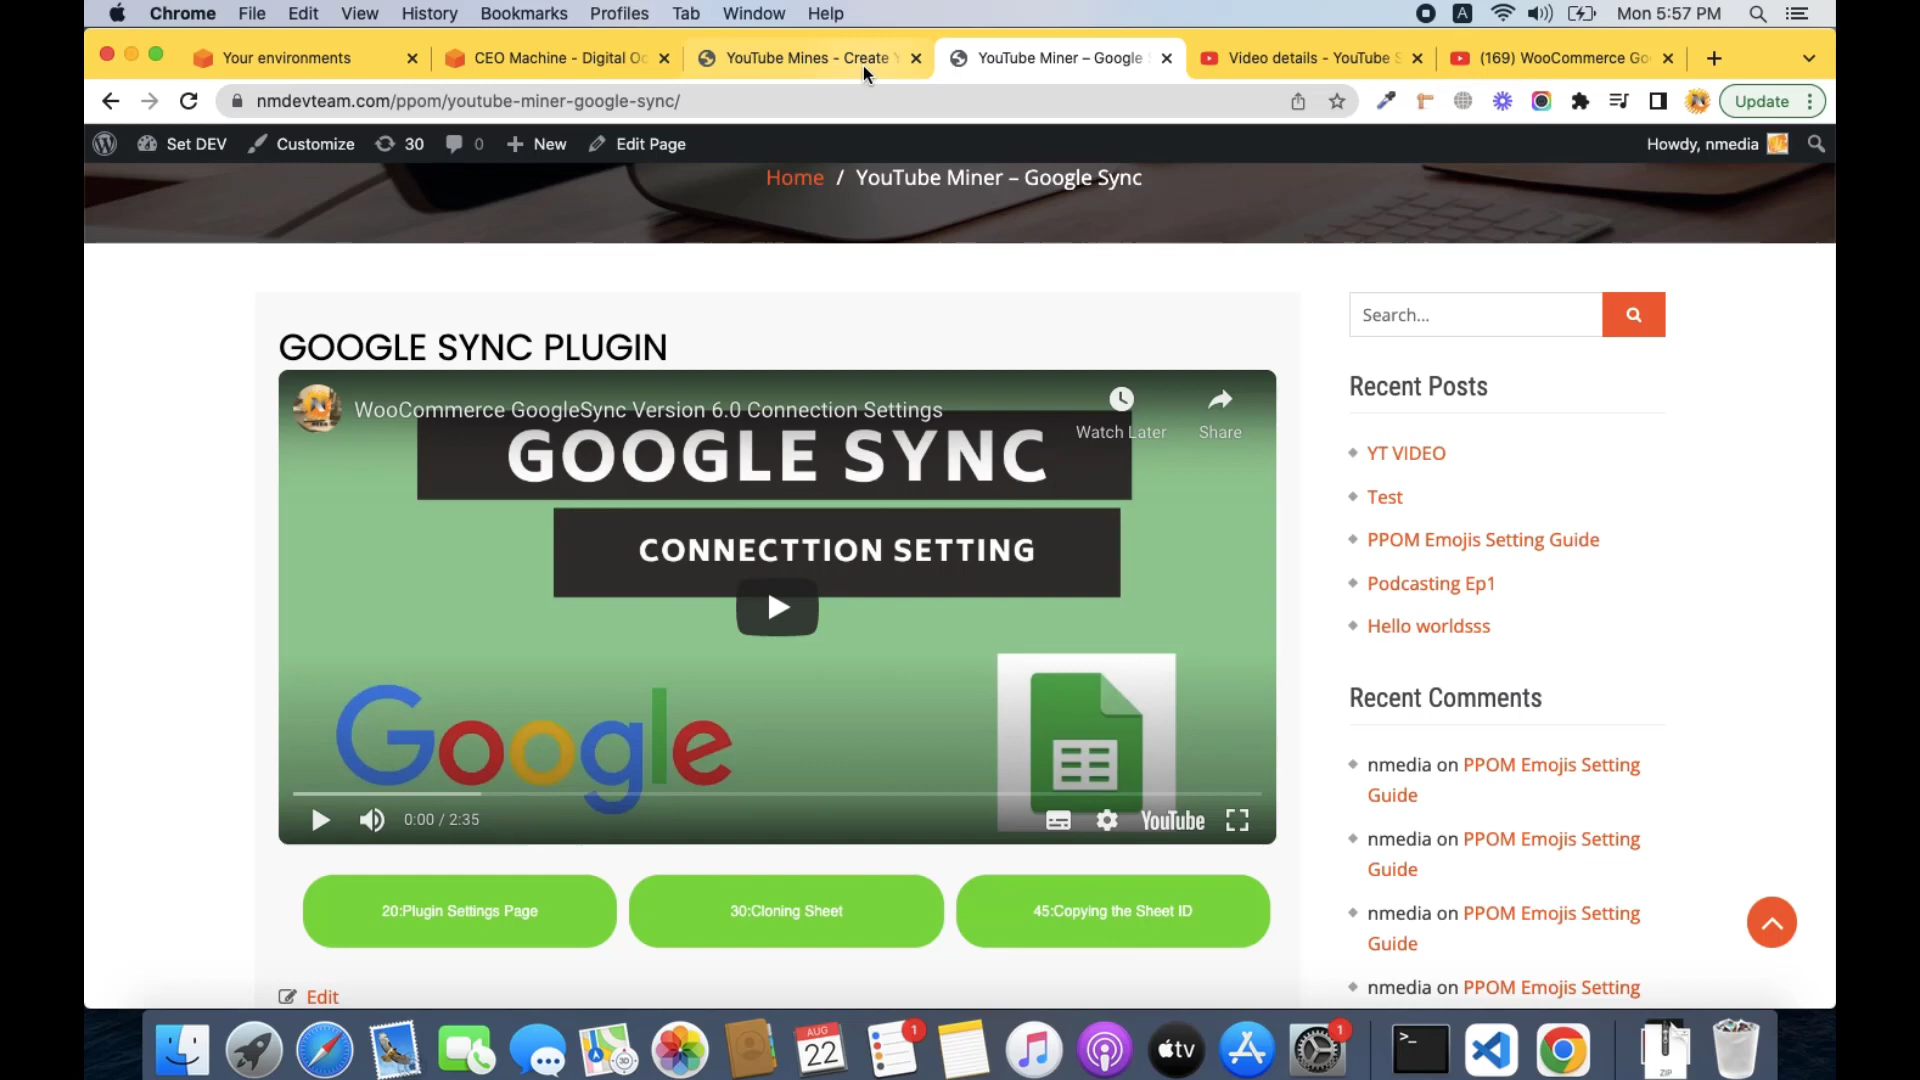 Chrome File Edit View History Bookmarks Profiles Tab Window Help A Mon 5:57 PM
Your environments CEO Machine - Digital Oc YouTube Mines - Create YouTube Miner – Google Video details - YouTube S (169) WooCommerce Go
nmdevteam.com/ppom/youtube-miner-google-sync/ Update
Set DEV Customize 30 0 New Edit Page Howdy, nmedia
Home / YouTube Miner – Google Sync
GOOGLE SYNC PLUGIN
WooCommerce GoogleSync Version 6.0 Connection Settings
Watch Later Share
GOOGLE SYNC
CONNECTTION SETTING
Google
0:00 / 2:35 YouTube
20:Plugin Settings Page 30:Cloning Sheet 45:Copying the Sheet ID
Edit
Search...
Recent Posts
YT VIDEO
Test
PPOM Emojis Setting Guide
Podcasting Ep1
Hello worldsss
Recent Comments
nmedia on PPOM Emojis Setting
Guide
nmedia on PPOM Emojis Setting
Guide
nmedia on PPOM Emojis Setting
Guide
nmedia on PPOM Emojis Setting
3D AUG 22 1 tv 1 >_ ZIP